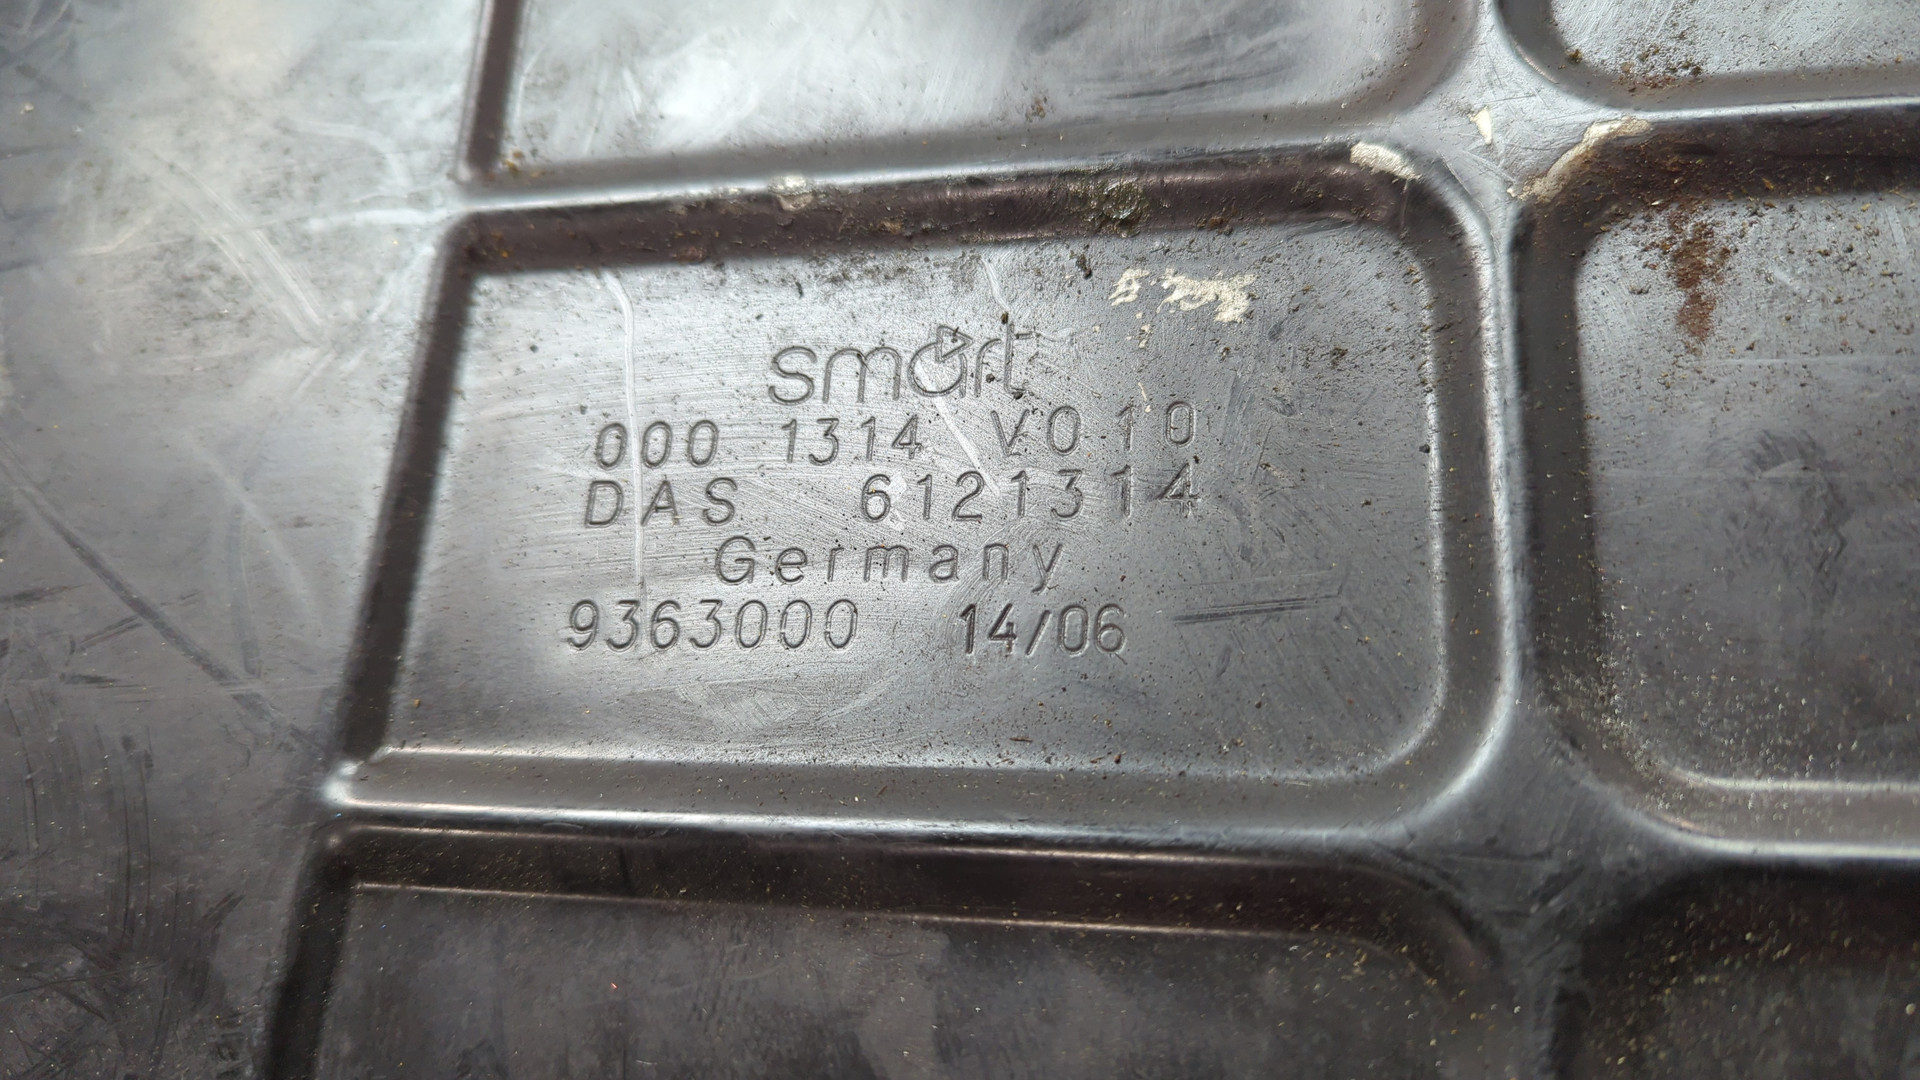 smart
000 1314 V010
DAS 6121314
Germany
9363000 14/06